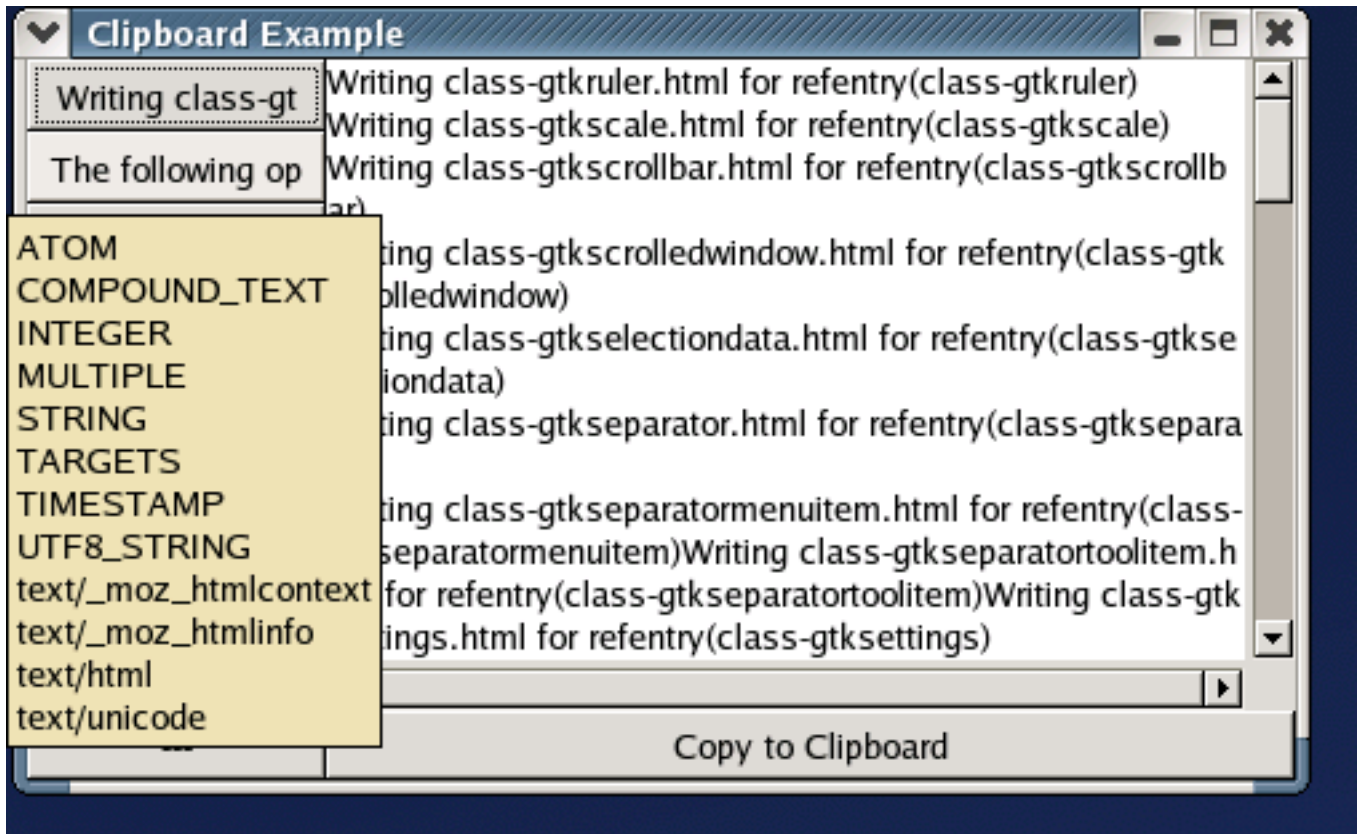 Clipboard Example
Writing class-gt
The following op
ATOM
COMPOUND_TEXT
INTEGER
MULTIPLE
STRING
TARGETS
TIMESTAMP
UTF8_STRING
text/_moz_htmlcontext
text/_moz_htmlinfo
text/html
text/unicode
Writing class-gtkruler.html for refentry(class-gtkruler)
Writing class-gtkscale.html for refentry(class-gtkscale)
Writing class-gtkscrollbar.html for refentry(class-gtkscrollb
ar)
ting class-gtkscrolledwindow.html for refentry(class-gtk
olledwindow)
ting class-gtkselectiondata.html for refentry(class-gtkse
iondata)
ting class-gtkseparator.html for refentry(class-gtksepara
ting class-gtkseparatormenuitem.html for refentry(class-
separatormenuitem)Writing class-gtkseparatortoolitem.h
for refentry(class-gtkseparatortoolitem)Writing class-gtk
ings.html for refentry(class-gtksettings)
Copy to Clipboard